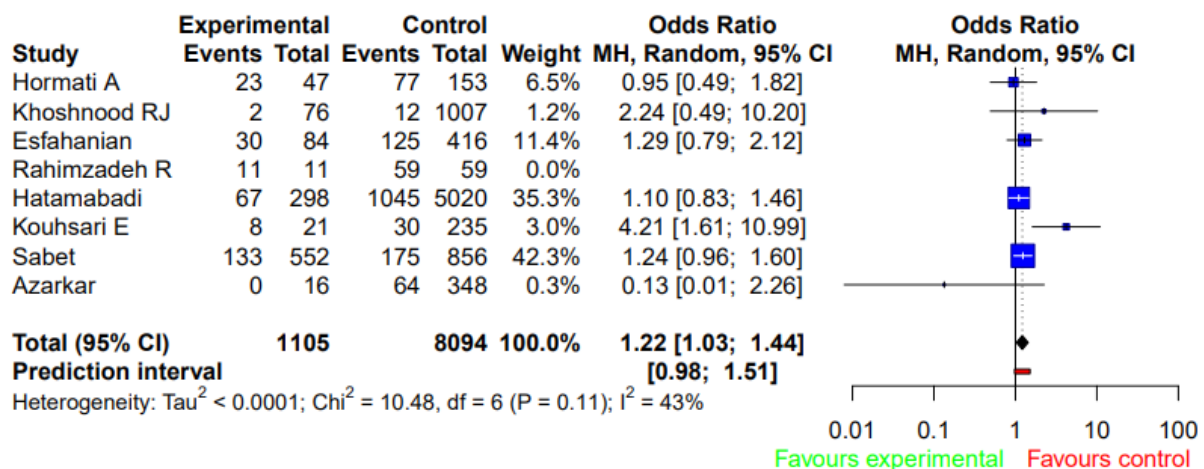 Experimental Control Odds Ratio Odds Ratio
Study Events Total Events Total Weight MH, Random, 95% CI MH, Random, 95% CI
Hormati A 23 47 77 153 6.5% 0.95 [0.49; 1.82]
Khoshnood RJ 2 76 12 1007 1.2% 2.24 [0.49; 10.20]
Esfahanian 30 84 125 416 11.4% 1.29 [0.79; 2.12]
Rahimzadeh R 11 11 59 59 0.0%
Hatamabadi 67 298 1045 5020 35.3% 1.10 [0.83; 1.46]
Kouhsari E 8 21 30 235 3.0% 4.21 [1.61; 10.99]
Sabet 133 552 175 856 42.3% 1.24 [0.96; 1.60]
Azarkar 0 16 64 348 0.3% 0.13 [0.01; 2.26]
Total (95% CI) 1105 8094 100.0% 1.22 [1.03; 1.44]
Prediction interval [0.98; 1.51]
Heterogeneity: Tau² < 0.0001; Chi² = 10.48, df = 6 (P = 0.11); I² = 43%
0.01 0.1 1 10 100
Favours experimental Favours control